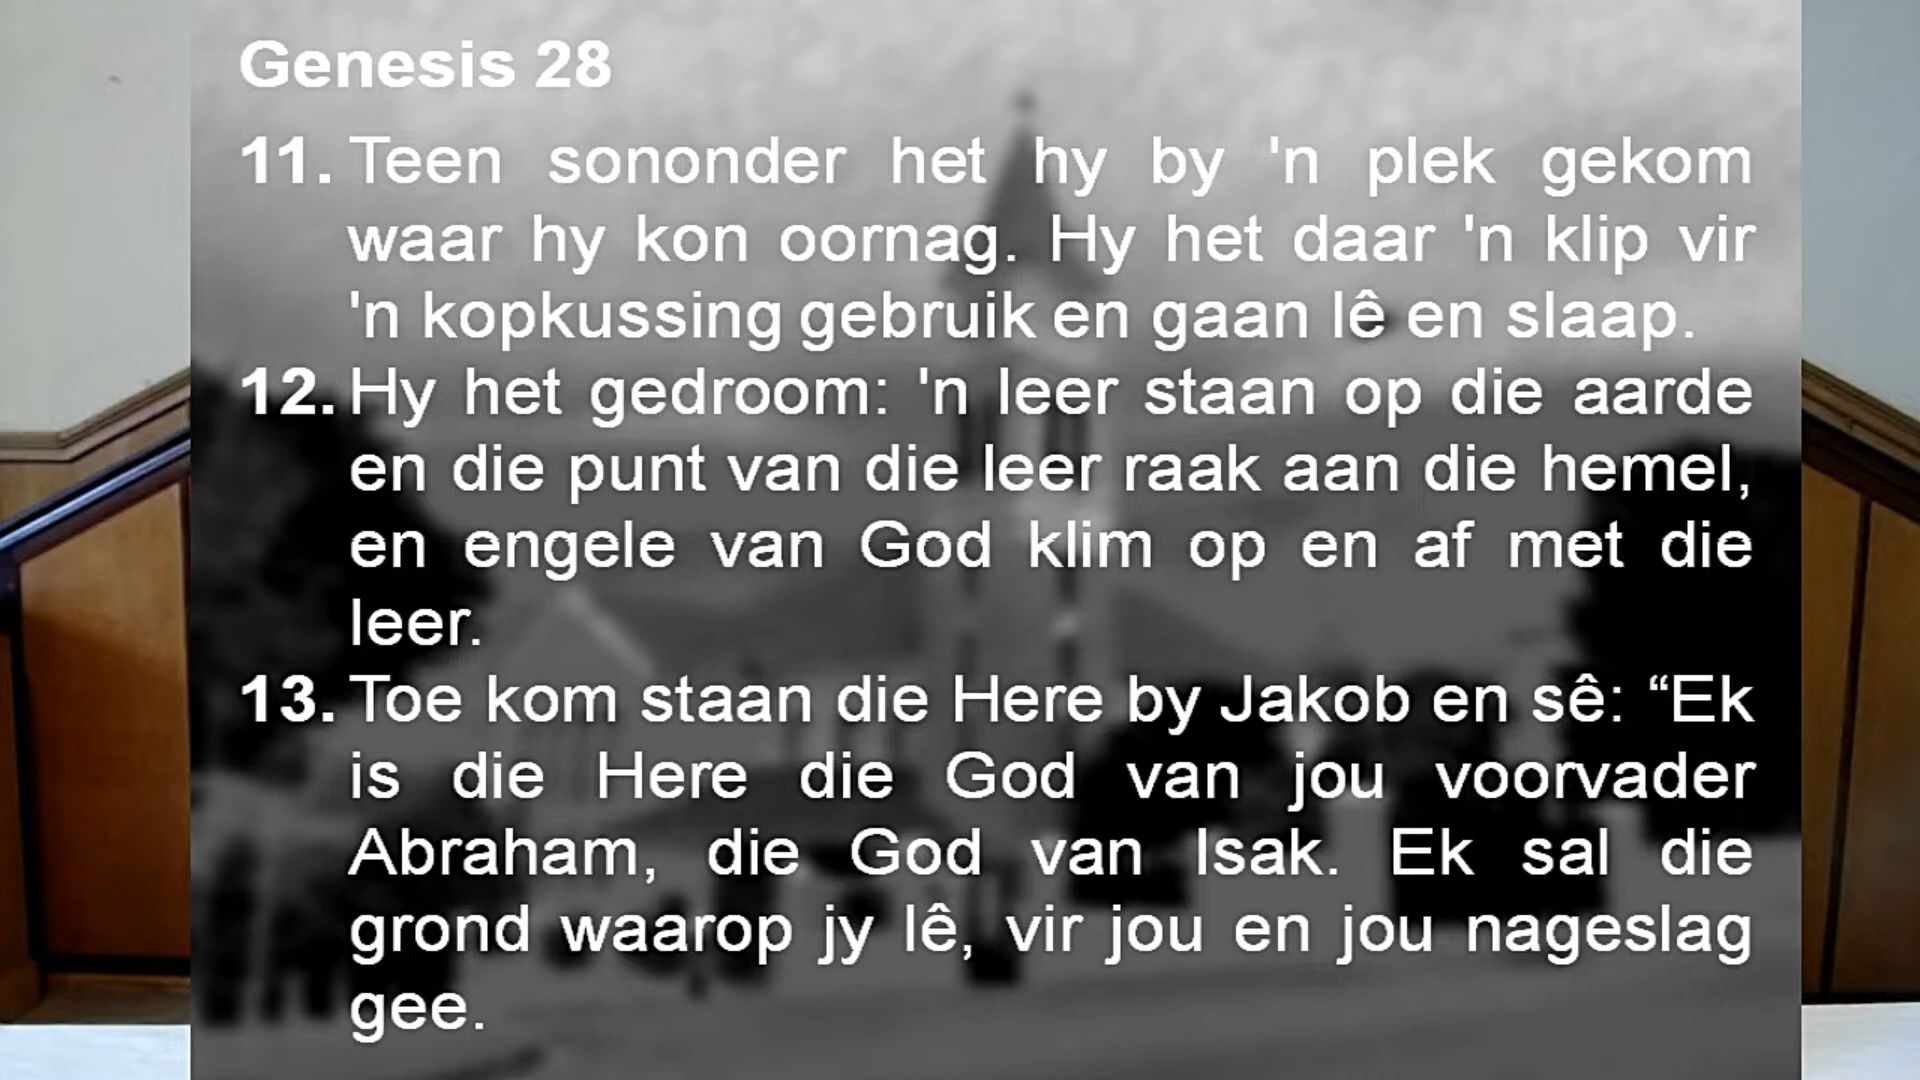 Genesis 28
11. Teen sononder het hy by 'n plek gekom
waar hy kon oornag. Hy het daar 'n klip vir
'n kopkussing gebruik en gaan lê en slaap.
12. Hy het gedroom: 'n leer staan op die aarde
en die punt van die leer raak aan die hemel,
en engele van God klim op en af met die
leer.
13. Toe kom staan die Here by Jakob en sê: “Ek
is die Here die God van jou voorvader
Abraham, die God van Isak. Ek sal die
grond waarop jy lê, vir jou en jou nageslag
gee.